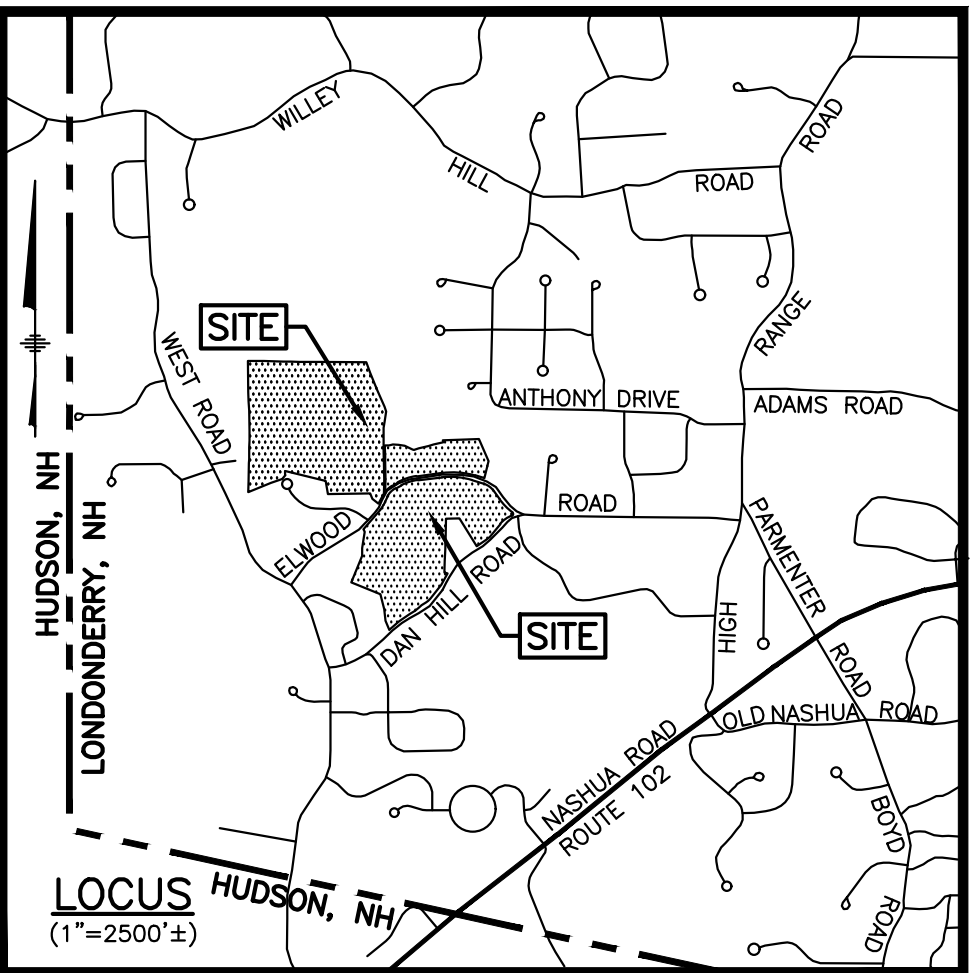 WILLEY
HILL
ROAD
ROAD
RANGE
SITE
WEST ROAD
ANTHONY DRIVE
ADAMS ROAD
HUDSON, NH
LONDONDERRY, NH
ELWOOD
ROAD
DAN HILL ROAD
SITE
PARMENTER
ROAD
HIGH
OLD NASHUA ROAD
NASHUA ROAD
ROUTE 102
BOYD
ROAD
LOCUS
(1"=2500'±)
HUDSON, NH